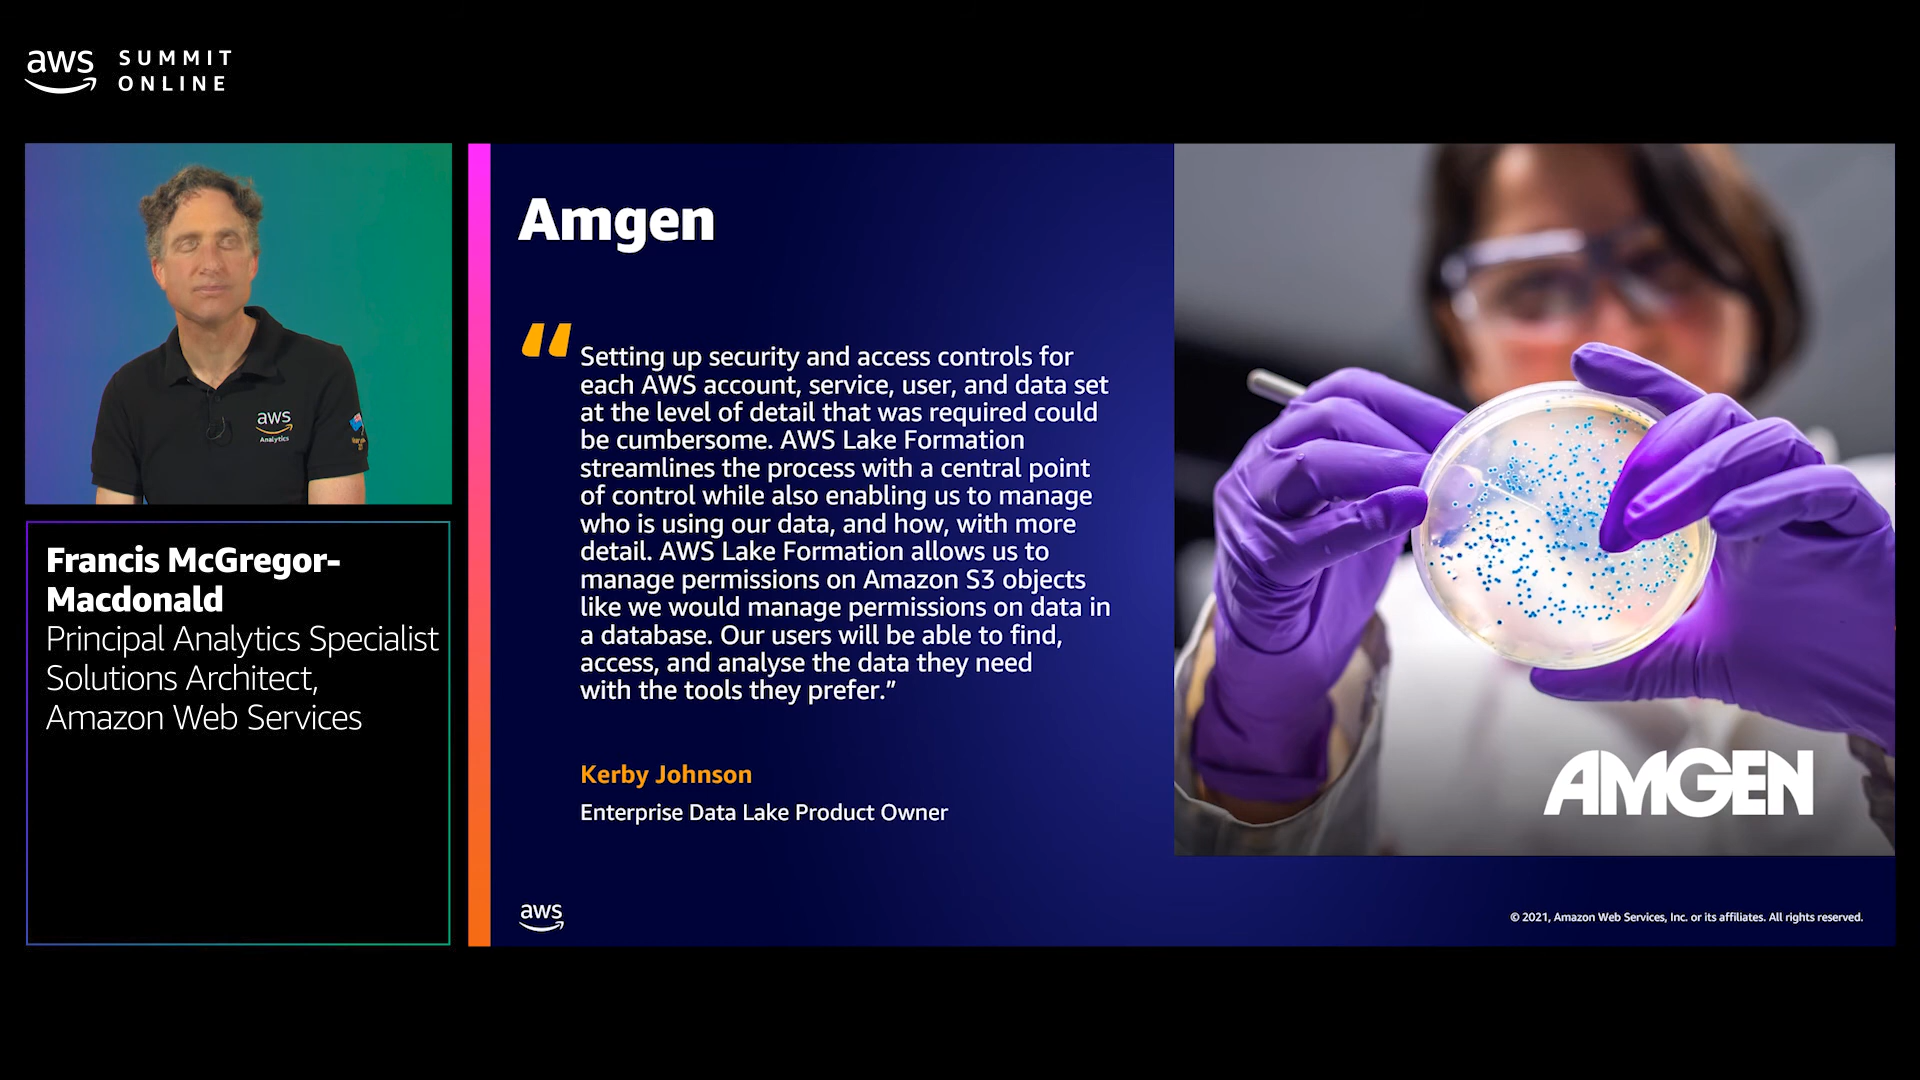 aws SUMMIT
ONLINE
aws
Analytics
Francis McGregor-
Macdonald
Principal Analytics Specialist
Solutions Architect,
Amazon Web Services
Amgen
“
Setting up security and access controls for
each AWS account, service, user, and data set
at the level of detail that was required could
be cumbersome. AWS Lake Formation
streamlines the process with a central point
of control while also enabling us to manage
who is using our data, and how, with more
detail. AWS Lake Formation allows us to
manage permissions on Amazon S3 objects
like we would manage permissions on data in
a database. Our users will be able to find,
access, and analyse the data they need
with the tools they prefer.”
Kerby Johnson
Enterprise Data Lake Product Owner
AMGEN
aws
© 2021, Amazon Web Services, Inc. or its affiliates. All rights reserved.